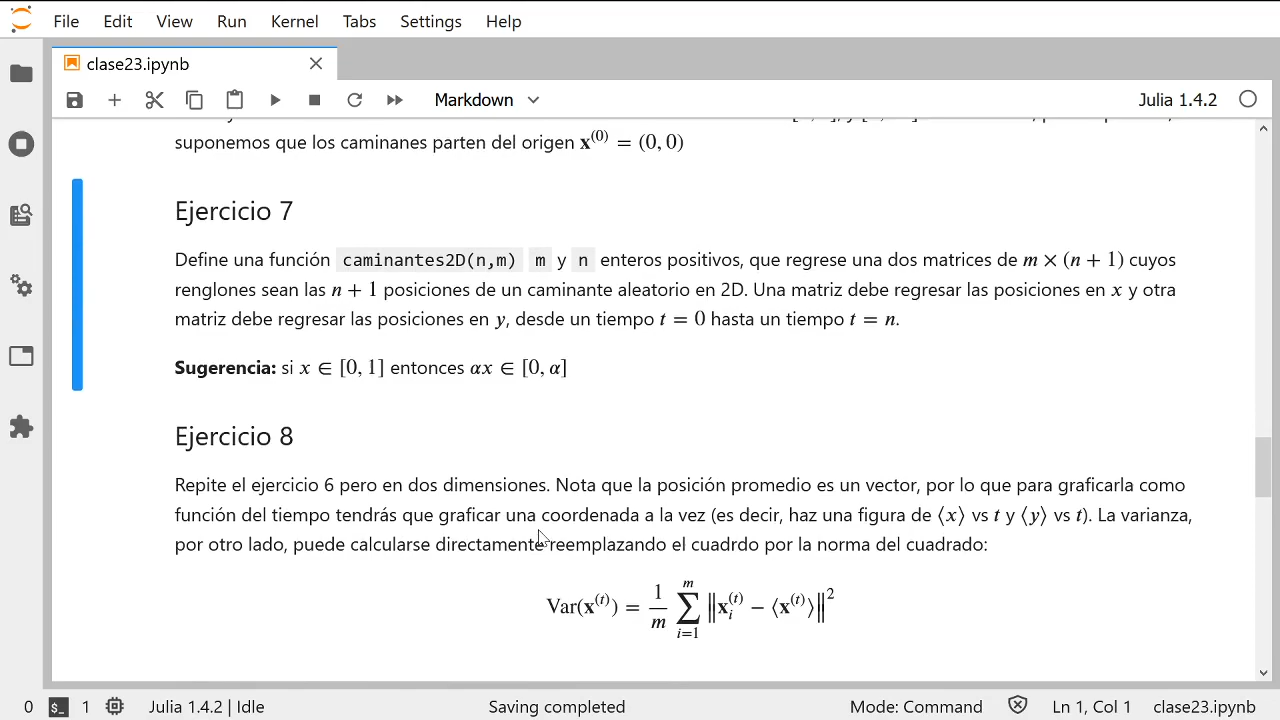 File Edit View Run Kernel Tabs Settings Help
clase23.ipynb
Markdown
Julia 1.4.2
suponemos que los caminanes parten del origen x^(0) = (0, 0)
Ejercicio 7
Define una función caminantes2D(n,m) m y n enteros positivos, que regrese una dos matrices de m × (n + 1) cuyos
renglones sean las n + 1 posiciones de un caminante aleatorio en 2D. Una matriz debe regresar las posiciones en x y otra
matriz debe regresar las posiciones en y, desde un tiempo t = 0 hasta un tiempo t = n.
Sugerencia: si x ∈ [0, 1] entonces αx ∈ [0, α]
Ejercicio 8
Repite el ejercicio 6 pero en dos dimensiones. Nota que la posición promedio es un vector, por lo que para graficarla como
función del tiempo tendrás que graficar una coordenada a la vez (es decir, haz una figura de ⟨x⟩ vs t y ⟨y⟩ vs t). La varianza,
por otro lado, puede calcularse directamente reemplazando el cuadrdo por la norma del cuadrado:
Var(x^(t)) = 1/m ∑_{i=1}^{m} ‖x_i^(t) − ⟨x^(t)⟩‖^2
0 $_ 1 Julia 1.4.2 | Idle Saving completed Mode: Command Ln 1, Col 1 clase23.ipynb